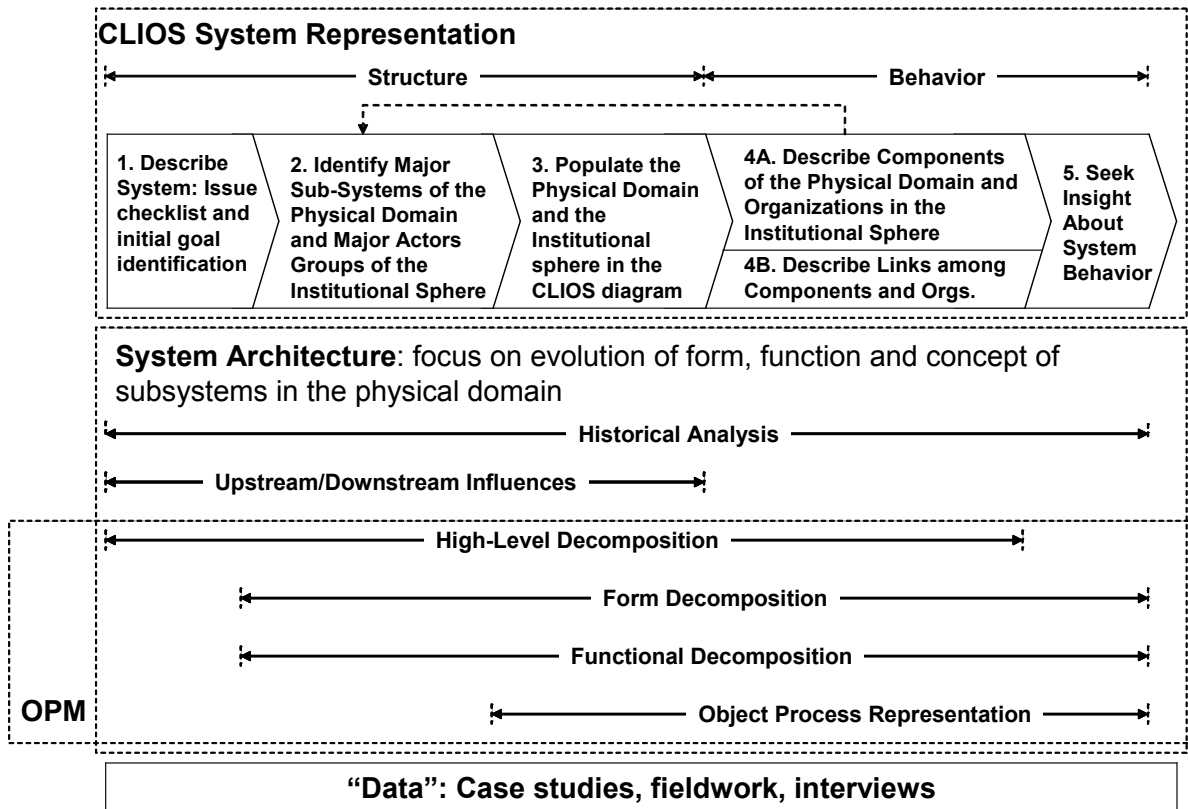 CLIOS System Representation
Structure
Behavior
1. Describe
System: Issue
checklist and
initial goal
identification
2. Identify Major
Sub-Systems of the
Physical Domain
and Major Actors
Groups of the
Institutional Sphere
3. Populate the
Physical Domain
and the
Institutional
sphere in the
CLIOS diagram
4A. Describe Components
of the Physical Domain and
Organizations in the
Institutional Sphere
4B. Describe Links among
Components and Orgs.
5. Seek
Insight
About
System
Behavior
System Architecture: focus on evolution of form, function and concept of
subsystems in the physical domain
Historical Analysis
Upstream/Downstream Influences
High-Level Decomposition
Form Decomposition
Functional Decomposition
OPM
Object Process Representation
“Data”: Case studies, fieldwork, interviews